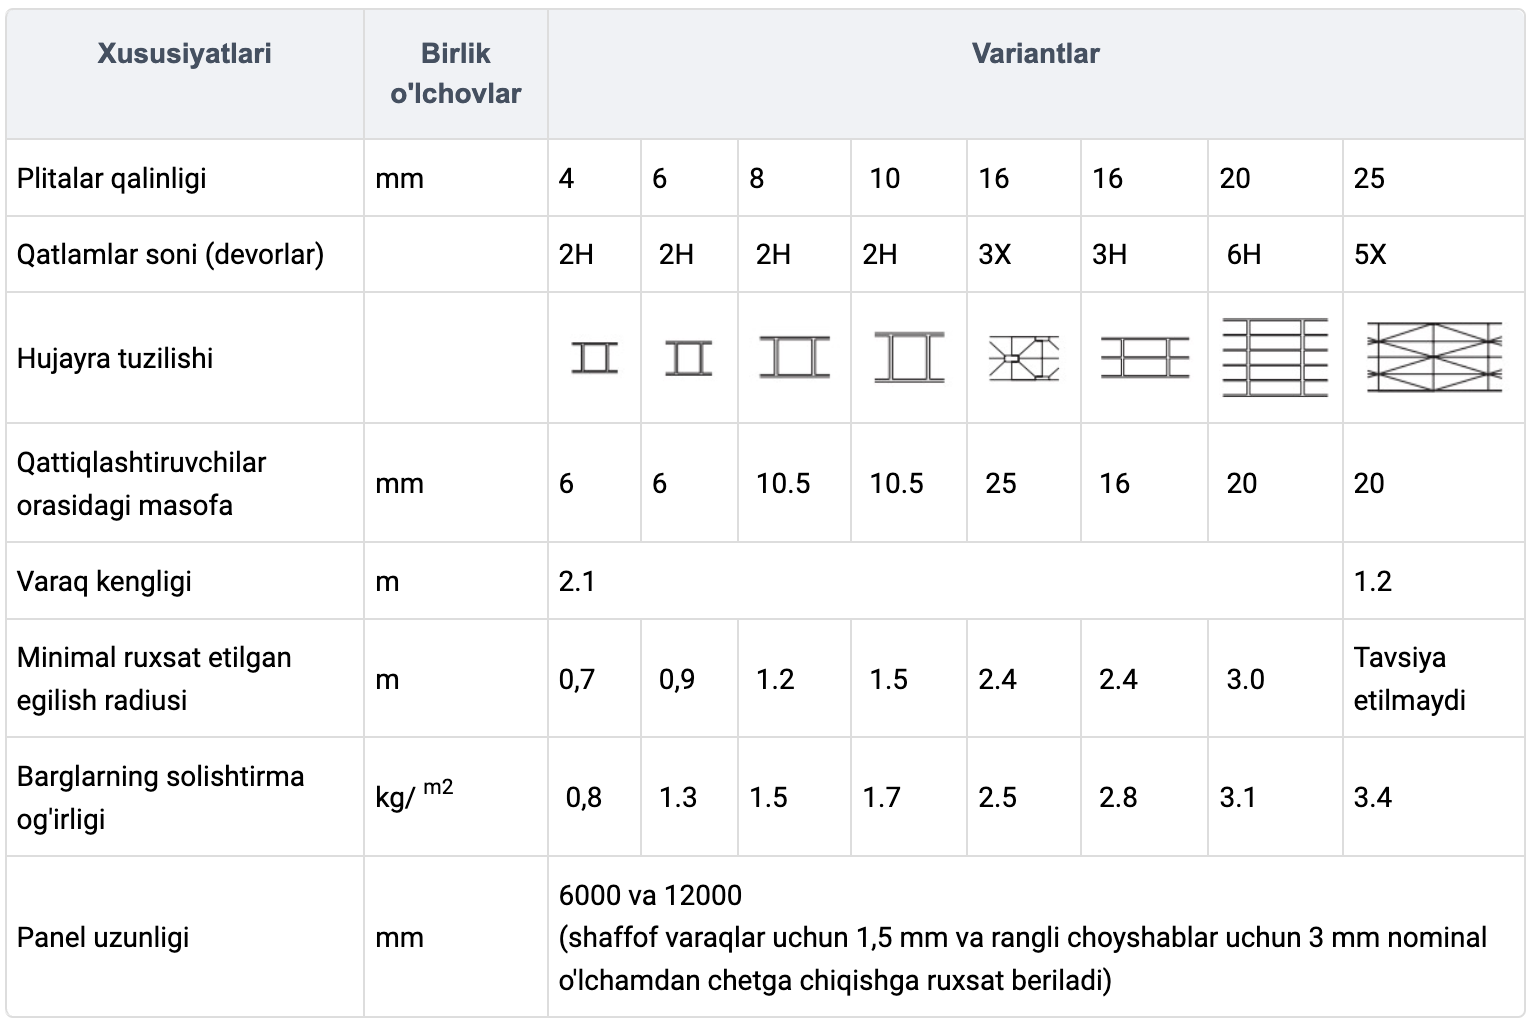 Xususiyatlari Birlik o'lchovlar Variantlar
Plitalar qalinligi mm 4 6 8 10 16 16 20 25
Qatlamlar soni (devorlar) 2H 2H 2H 2H 3X 3H 6H 5X
Hujayra tuzilishi
Qattiqlashtiruvchilar
orasidagi masofa mm 6 6 10.5 10.5 25 16 20 20
Varaq kengligi m 2.1 1.2
Minimal ruxsat etilgan
egilish radiusi m 0,7 0,9 1.2 1.5 2.4 2.4 3.0 Tavsiya etilmaydi
Barglarning solishtirma
og'irligi kg/ m2 0,8 1.3 1.5 1.7 2.5 2.8 3.1 3.4
Panel uzunligi mm 6000 va 12000
(shaffof varaqlar uchun 1,5 mm va rangli choyshablar uchun 3 mm nominal
o'lchamdan chetga chiqishga ruxsat beriladi)